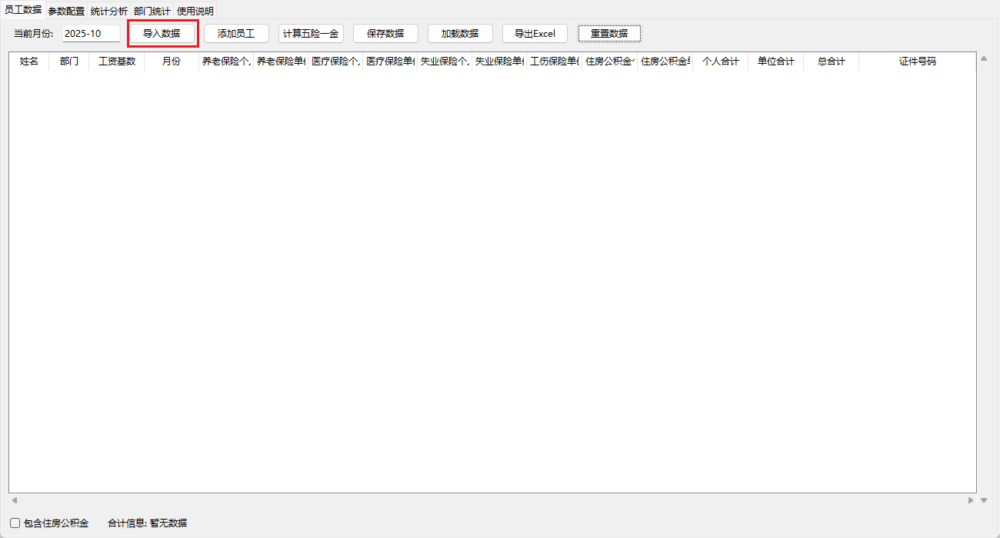 员工数据 参数配置 统计分析 部门统计 使用说明
当前月份: 2025-10 导入数据 添加员工 计算五险一金 保存数据 加载数据 导出Excel 重置数据
姓名 部门 工资基数 月份 养老保险个 养老保险单 医疗保险个 医疗保险单 失业保险个 失业保险单 工伤保险单 住房公积金 住房公积金 个人合计 单位合计 总合计 证件号码
包含住房公积金 合计信息: 暂无数据